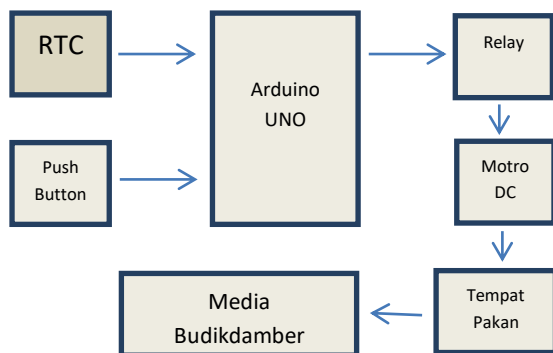 RTC
Arduino
UNO
Relay
Push
Button
Motro
DC
Tempat
Pakan
Media
Budikdamber